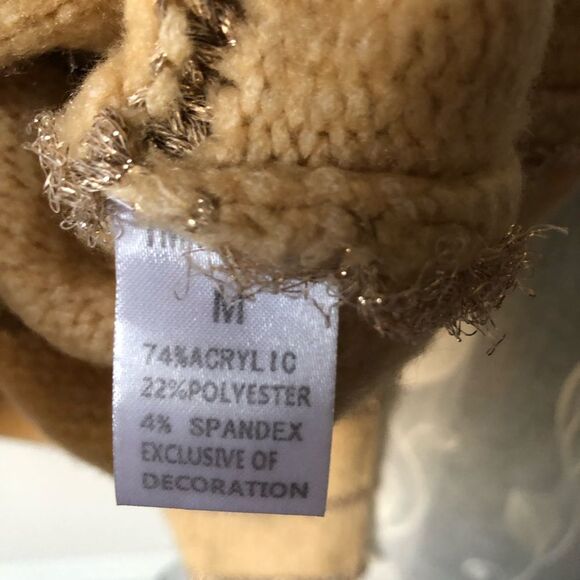 M
74%ACRYLIC
22%POLYESTER
4% SPANDEX
EXCLUSIVE OF
DECORATION